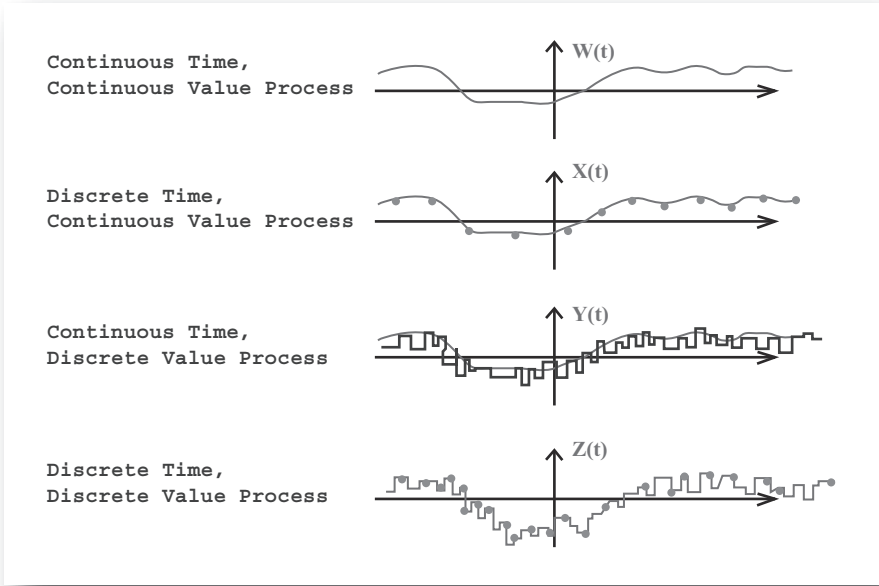 Continuous Time,
Continuous Value Process
W(t)
Discrete Time,
Continuous Value Process
X(t)
Continuous Time,
Discrete Value Process
Y(t)
Discrete Time,
Discrete Value Process
Z(t)